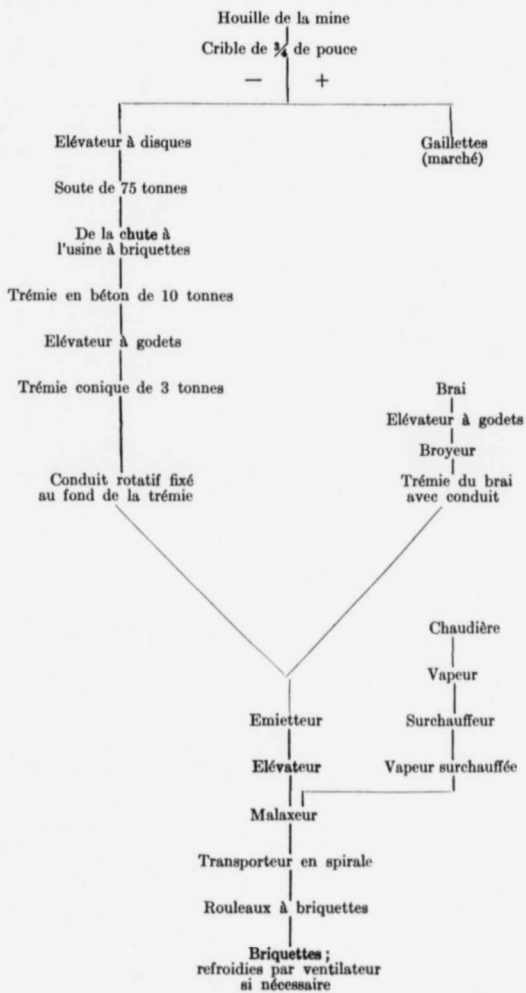 Houille de la mine
Crible de ¾ de pouce
− +
Elévateur à disques
Soute de 75 tonnes
De la chute à
l'usine à briquettes
Trémie en béton de 10 tonnes
Elévateur à godets
Trémie conique de 3 tonnes
Conduit rotatif fixé
au fond de la trémie
Gaillettes
(marché)
Brai
Elévateur à godets
Broyeur
Trémie du brai
avec conduit
Chaudière
Vapeur
Surchauffeur
Vapeur surchauffée
Emietteur
Elévateur
Malaxeur
Transporteur en spirale
Rouleaux à briquettes
Briquettes ;
refroidies par ventilateur
si nécessaire